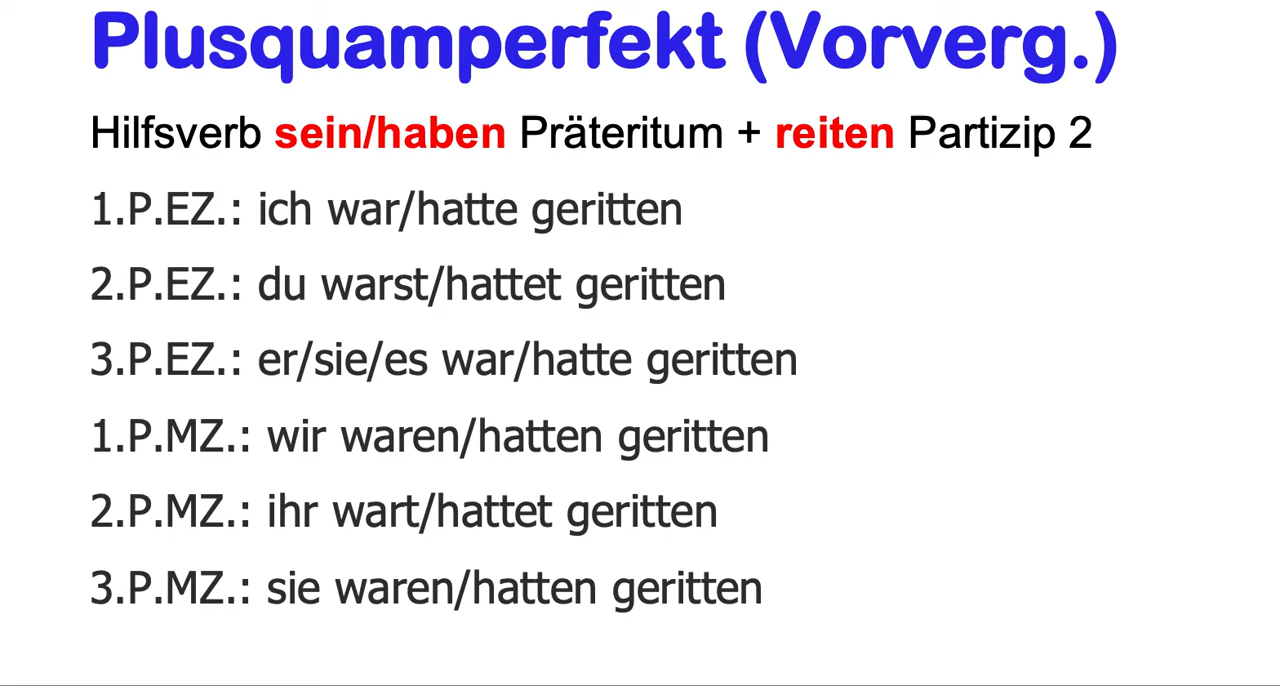 Plusquamperfekt (Vorverg.)
Hilfsverb sein/haben Präteritum + reiten Partizip 2
1.P.EZ.: ich war/hatte geritten
2.P.EZ.: du warst/hattet geritten
3.P.EZ.: er/sie/es war/hatte geritten
1.P.MZ.: wir waren/hatten geritten
2.P.MZ.: ihr wart/hattet geritten
3.P.MZ.: sie waren/hatten geritten